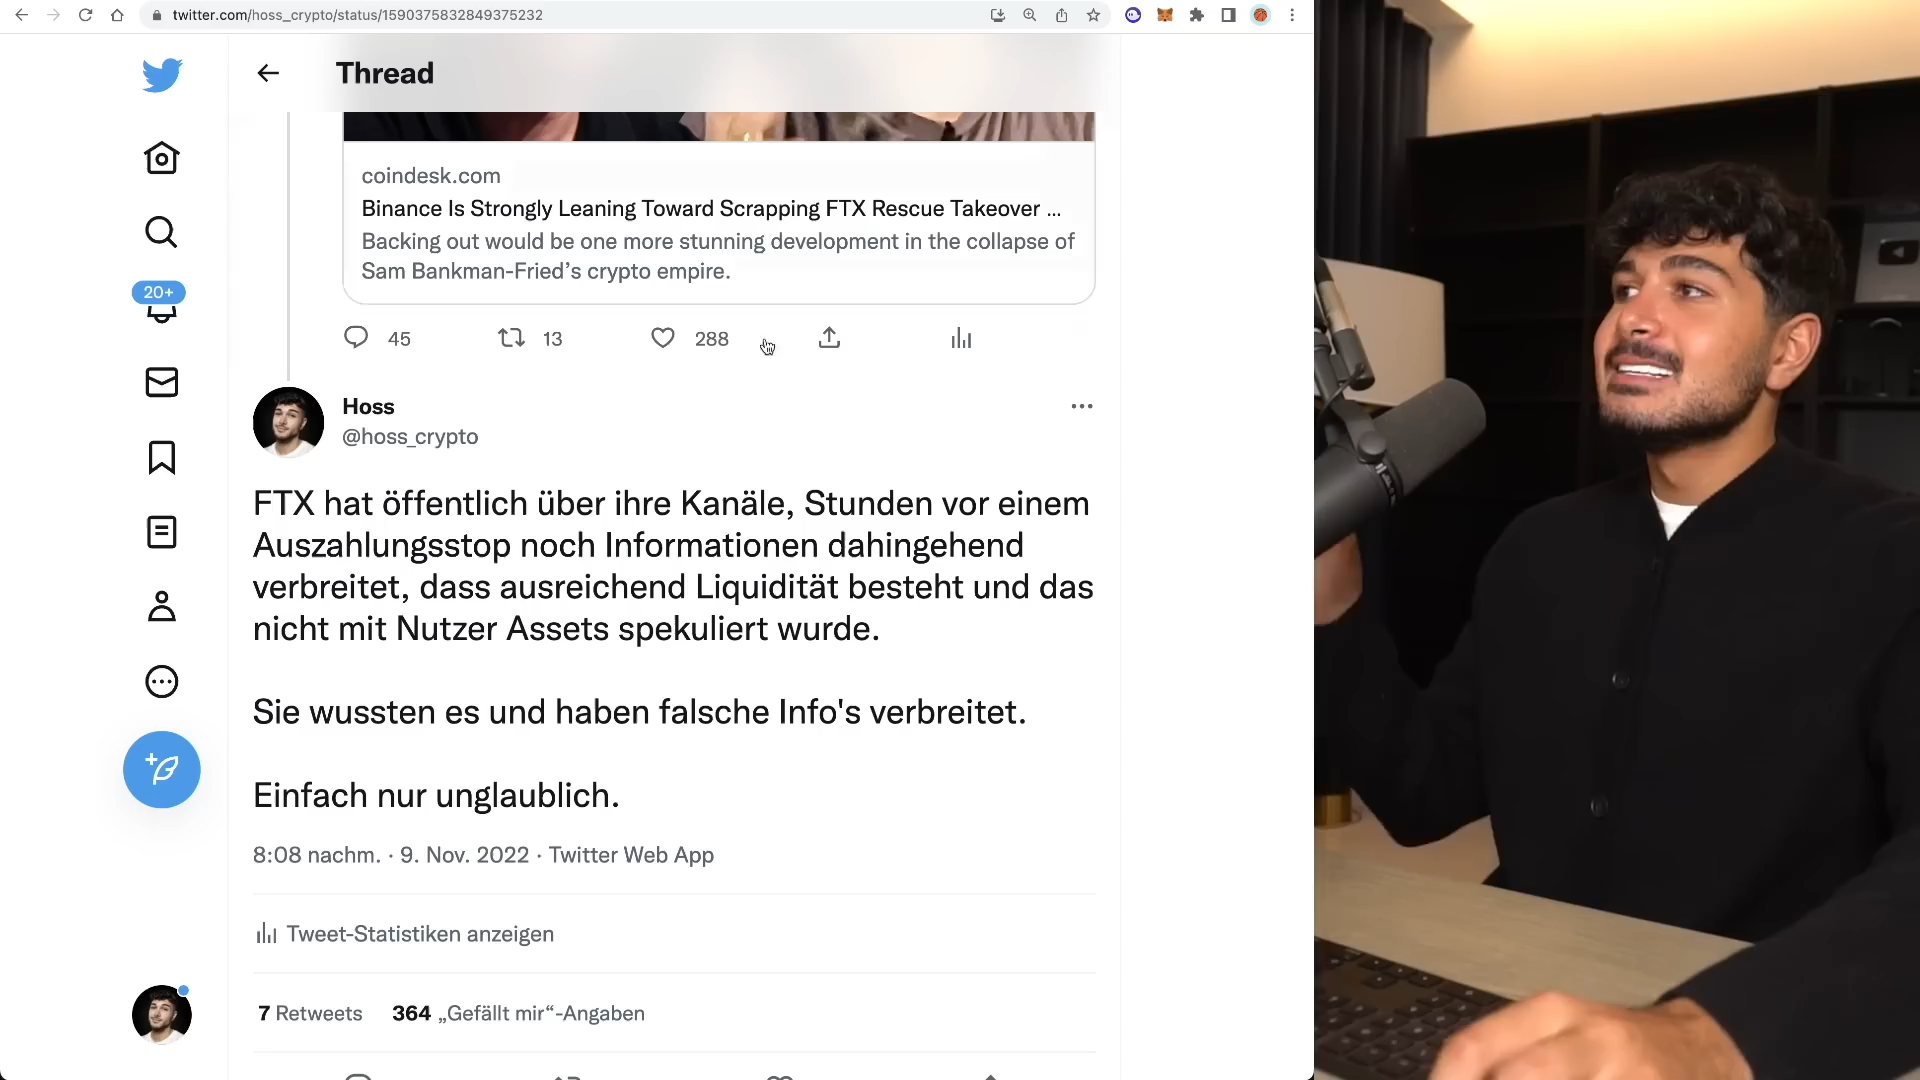 twitter.com/hoss_crypto/status/1590375832849375232
Thread
coindesk.com
Binance Is Strongly Leaning Toward Scrapping FTX Rescue Takeover ...
Backing out would be one more stunning development in the collapse of
Sam Bankman-Fried’s crypto empire.
20+
45
13
288
Hoss
@hoss_crypto
FTX hat öffentlich über ihre Kanäle, Stunden vor einem
Auszahlungsstop noch Informationen dahingehend
verbreitet, dass ausreichend Liquidität besteht und das
nicht mit Nutzer Assets spekuliert wurde.
Sie wussten es und haben falsche Info's verbreitet.
Einfach nur unglaublich.
8:08 nachm. · 9. Nov. 2022 · Twitter Web App
Tweet-Statistiken anzeigen
7 Retweets 364 „Gefällt mir“-Angaben